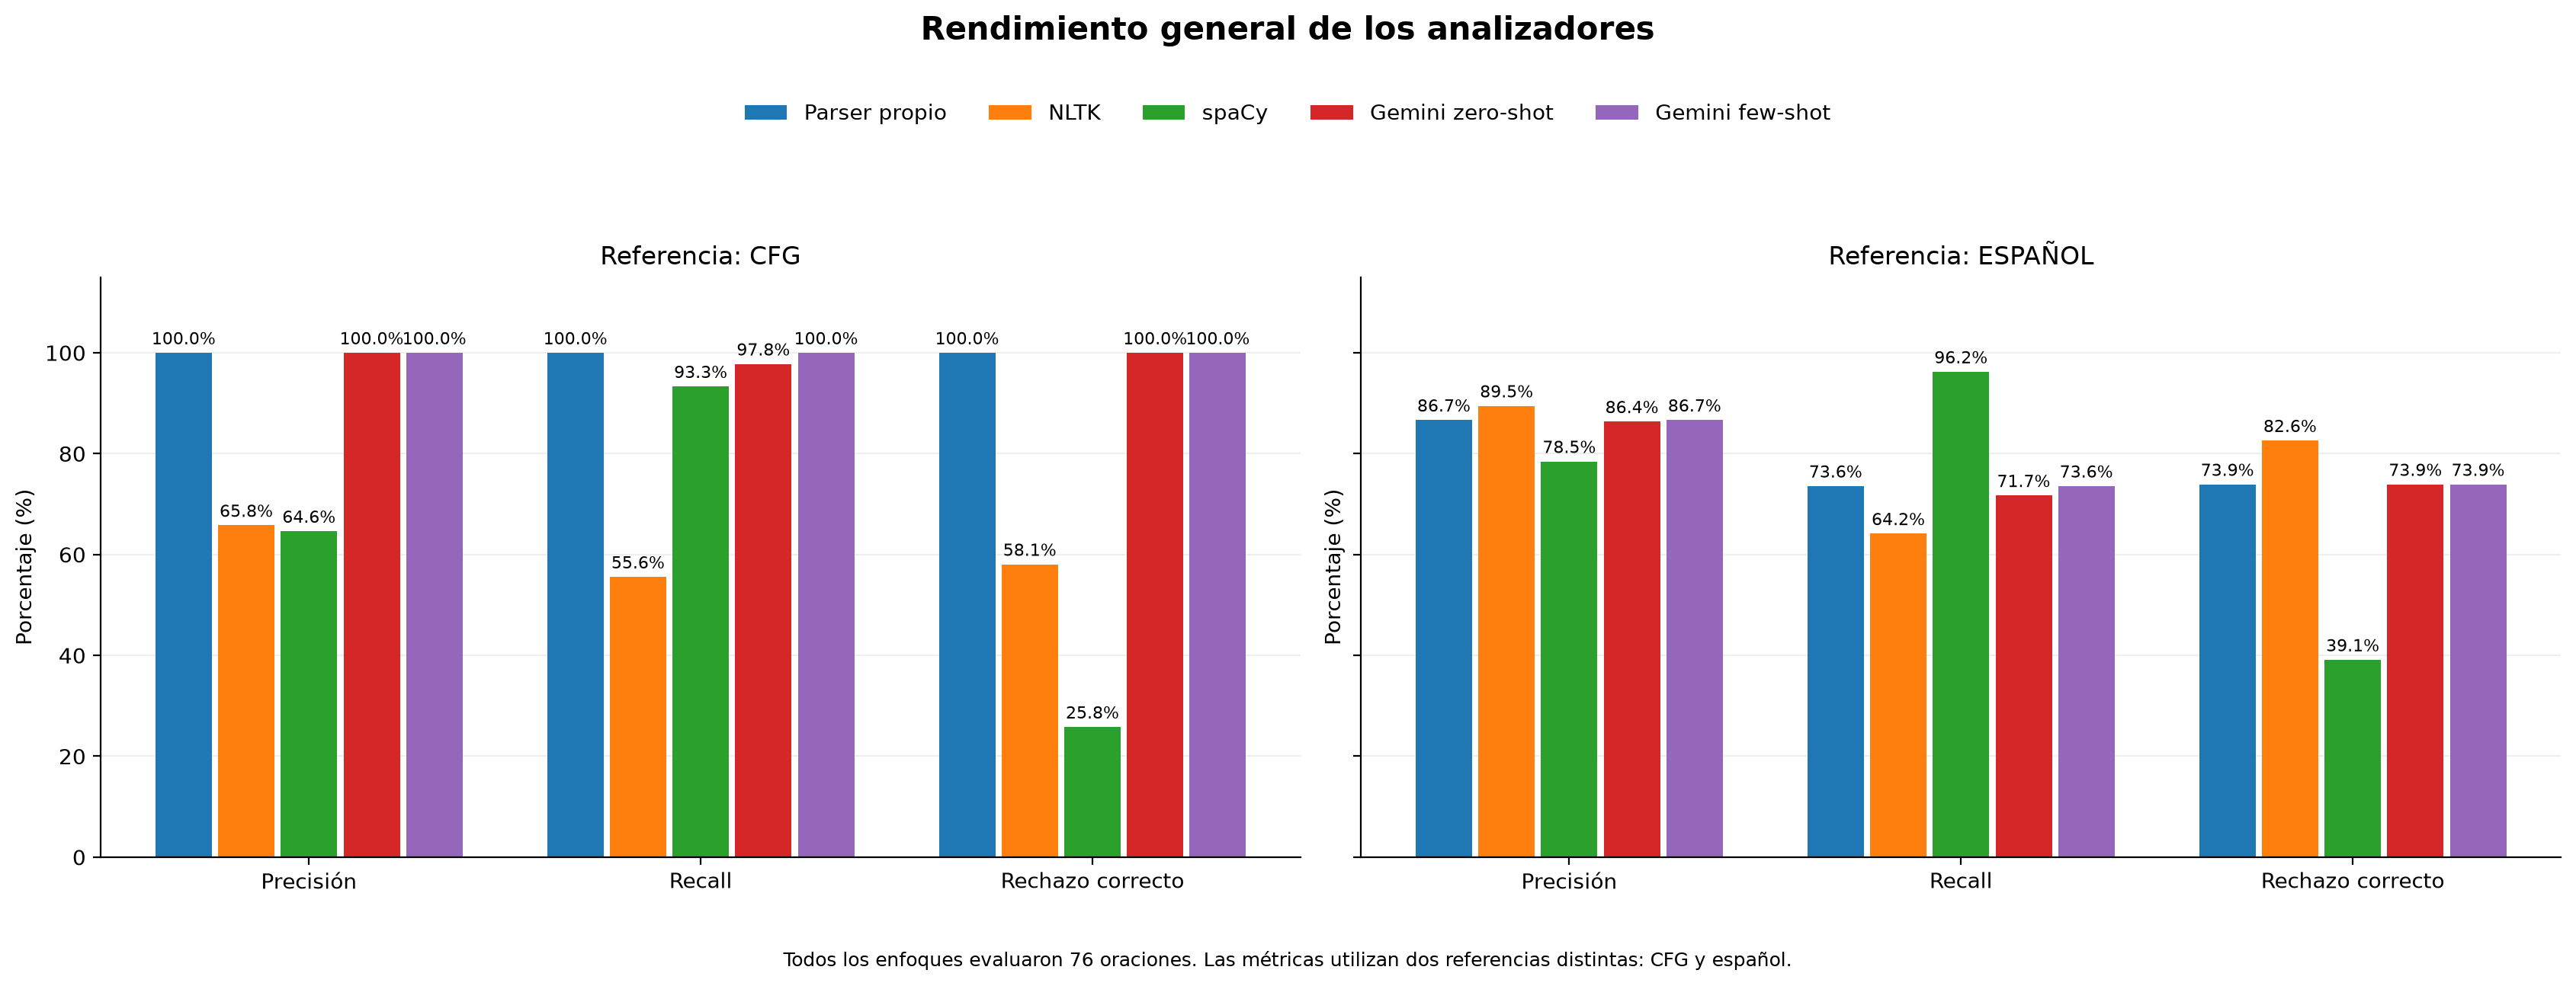 Rendimiento general de los analizadores
Parser propio NLTK spaCy Gemini zero-shot Gemini few-shot
Referencia: CFG
Porcentaje (%)
100
80
60
40
20
0
100.0% 65.8% 64.6% 100.0% 100.0%
100.0% 55.6% 93.3% 97.8% 100.0%
100.0% 58.1% 25.8% 100.0% 100.0%
Precisión Recall Rechazo correcto
Referencia: ESPAÑOL
Porcentaje (%)
86.7% 89.5% 78.5% 86.4% 86.7%
73.6% 64.2% 96.2% 71.7% 73.6%
73.9% 82.6% 39.1% 73.9% 73.9%
Precisión Recall Rechazo correcto
Todos los enfoques evaluaron 76 oraciones. Las métricas utilizan dos referencias distintas: CFG y español.